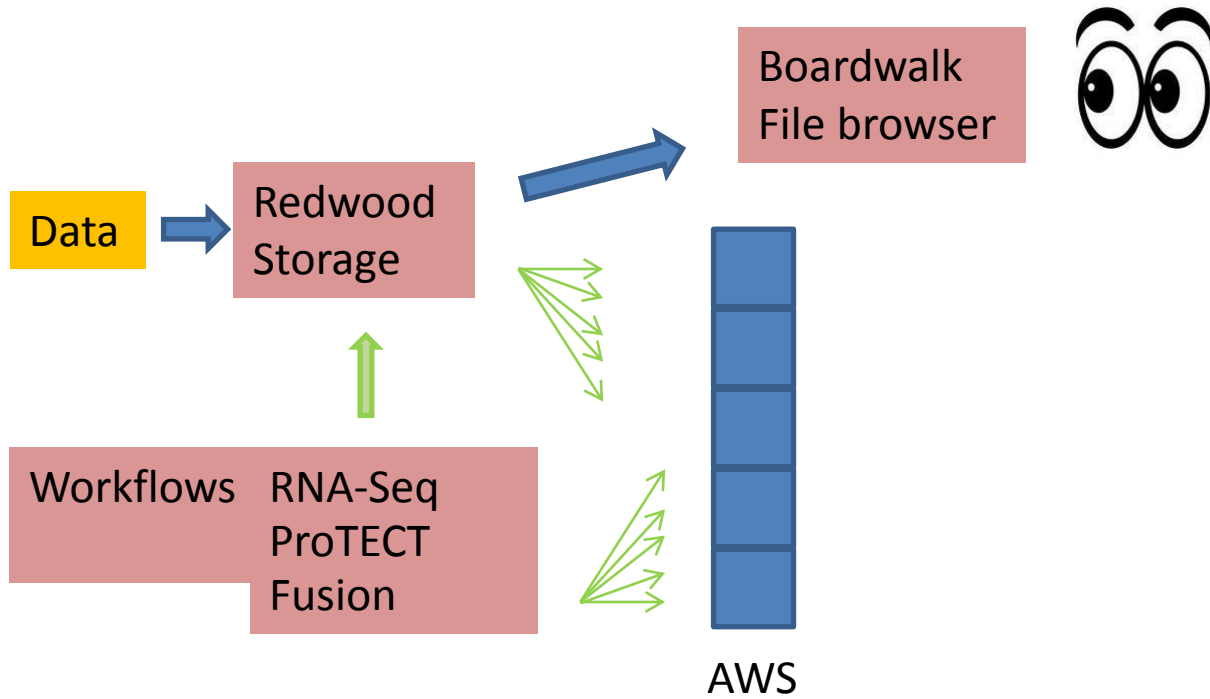 Boardwalk
File browser
Data
Redwood
Storage
Workflows
RNA-Seq
ProTECT
Fusion
AWS